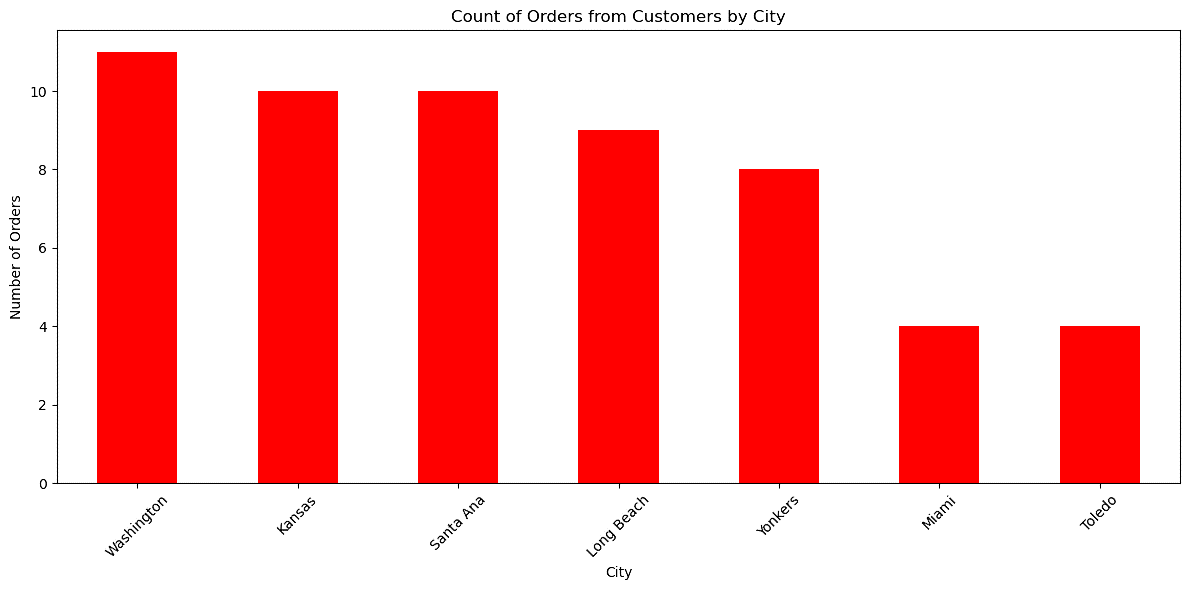 Count of Orders from Customers by City
Number of Orders
10
8
6
4
2
0
Washington
Kansas
Santa Ana
Long Beach
Yonkers
Miami
Toledo
City